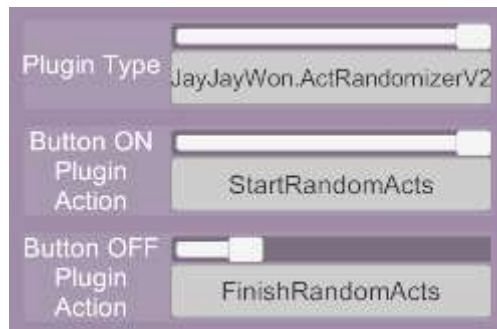 Plugin Type
JayJayWon.ActRandomizerV2
Button ON
Plugin
Action
StartRandomActs
Button OFF
Plugin
Action
FinishRandomActs